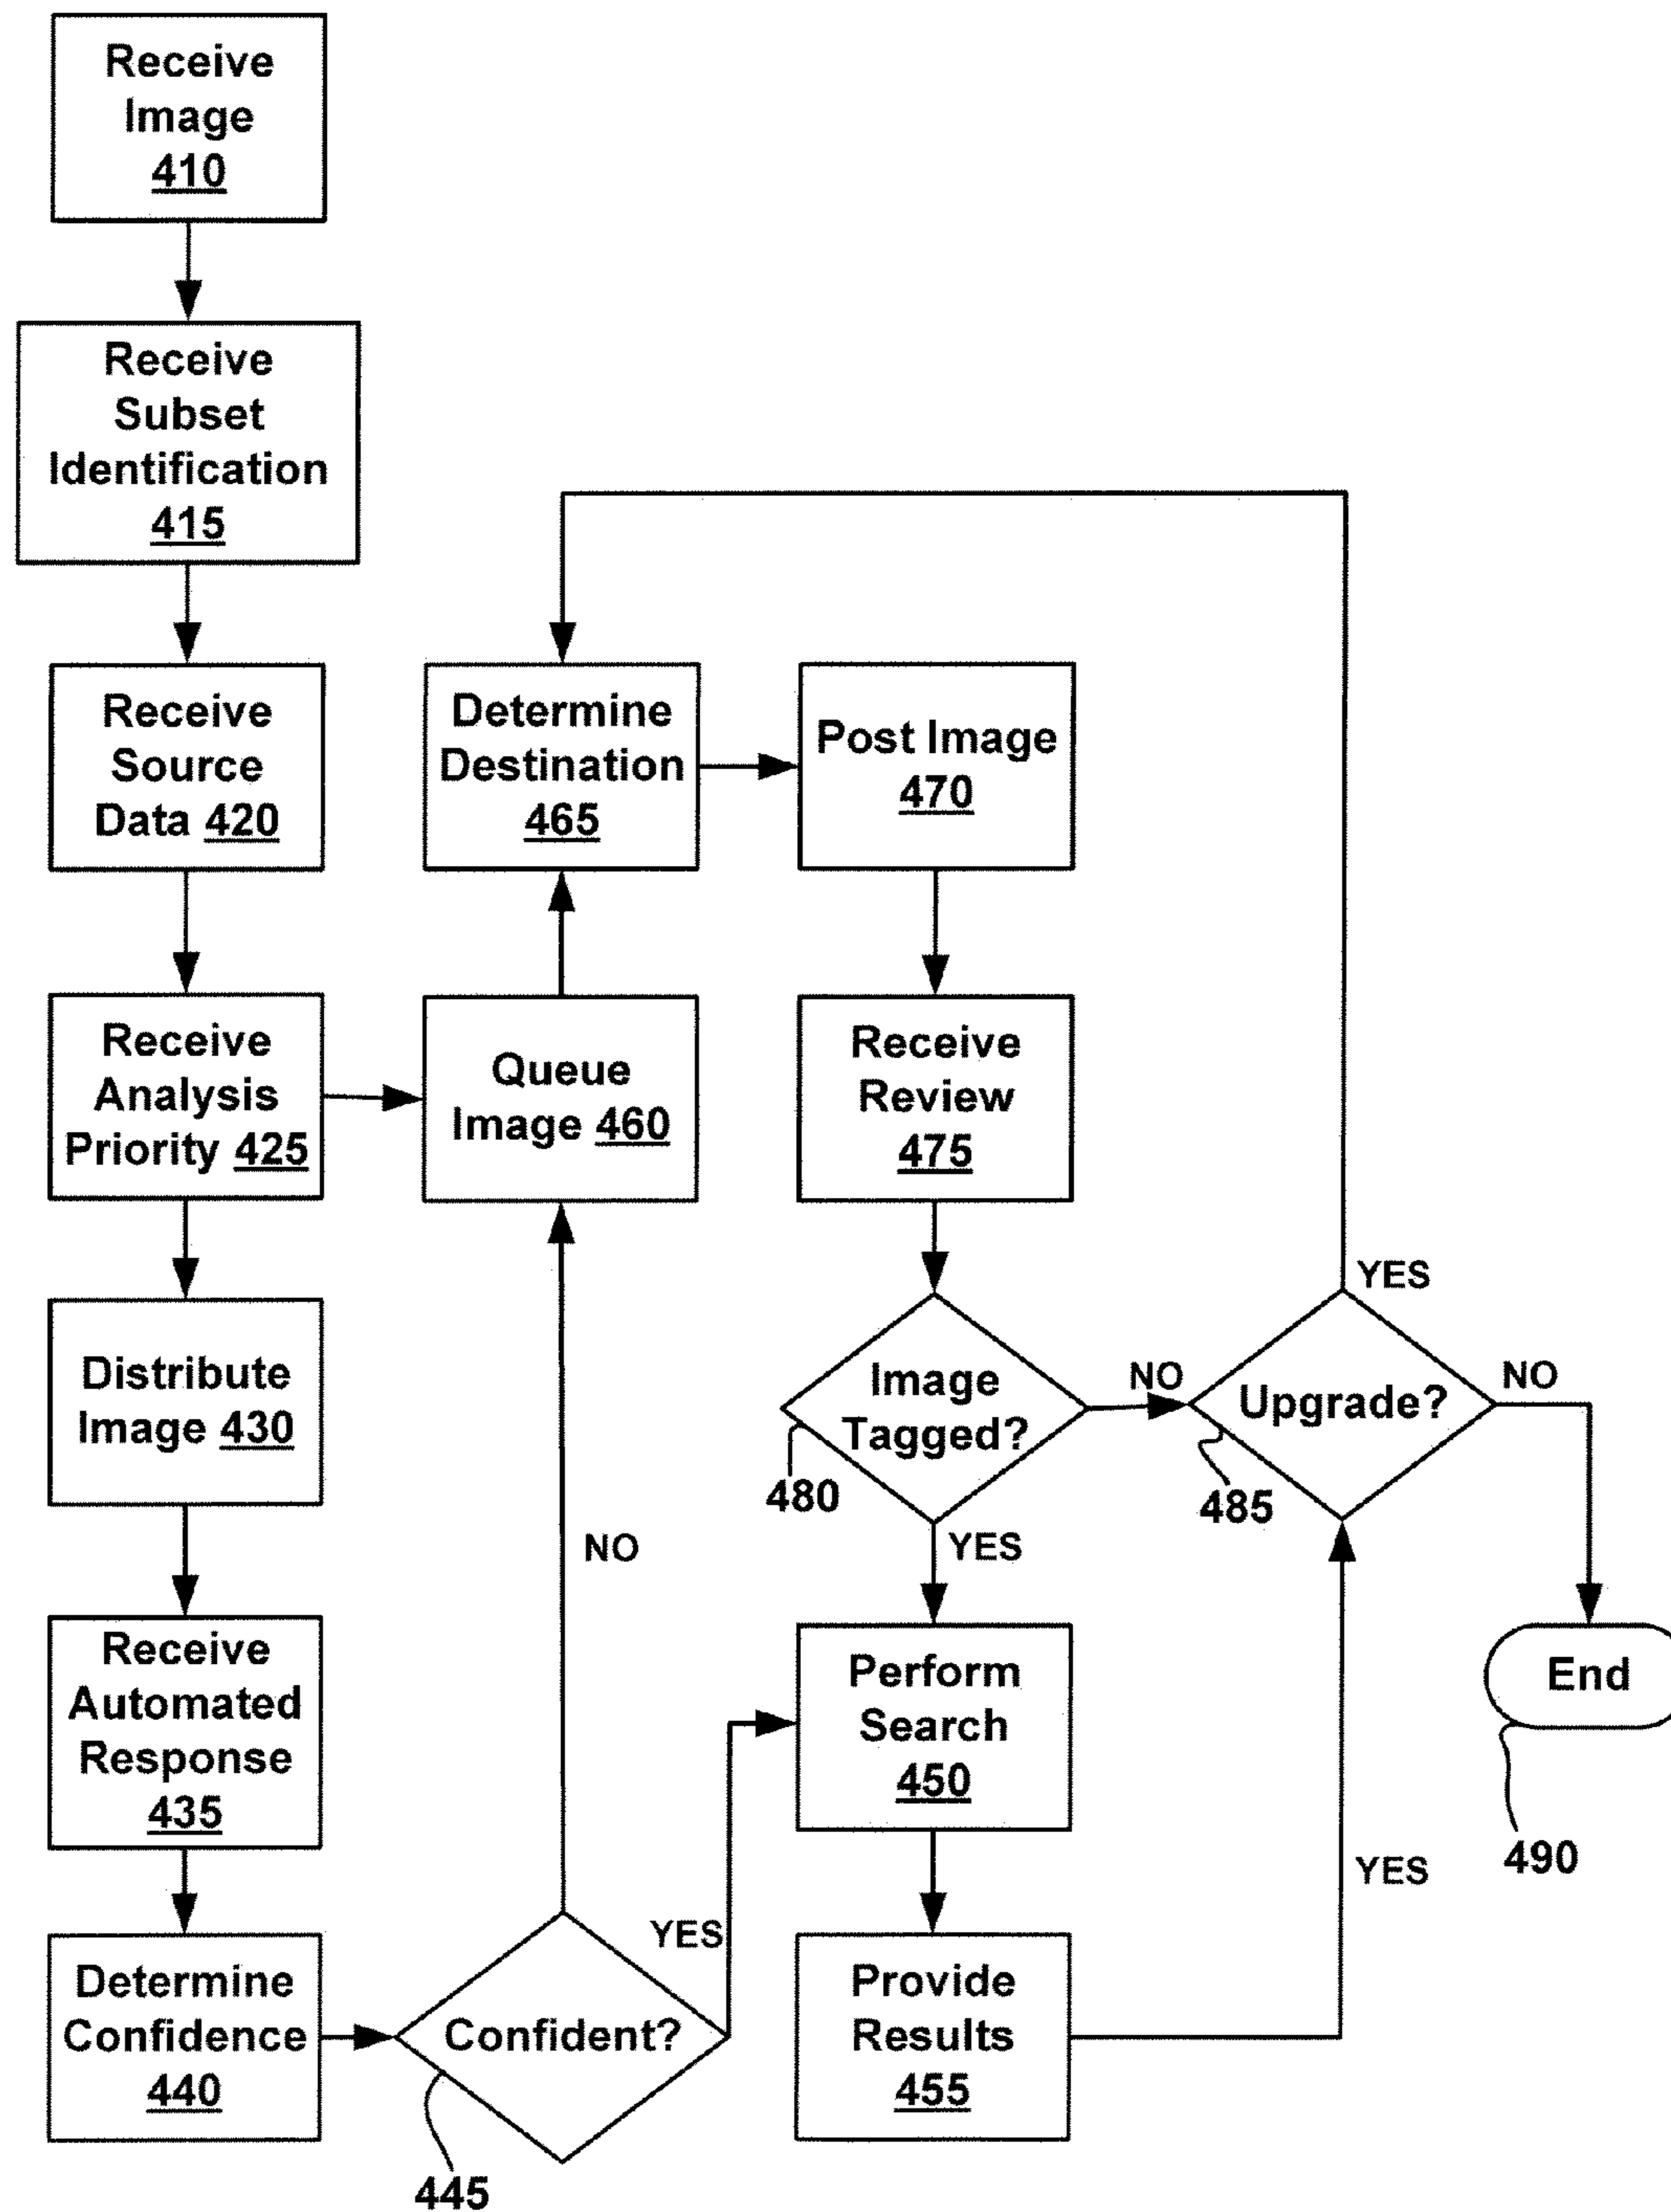 Receive
Image
410
Receive
Subset
Identification
415
Receive
Source
Data 420
Receive
Analysis
Priority 425
Distribute
Image 430
Receive
Automated
Response
435
Determine
Confidence
440
Confident?
445
NO
YES
Queue
Image 460
Determine
Destination
465
Post Image
470
Receive
Review
475
Image
Tagged?
480
NO
YES
Perform
Search
450
Provide
Results
455
YES
Upgrade?
485
YES
NO
End
490